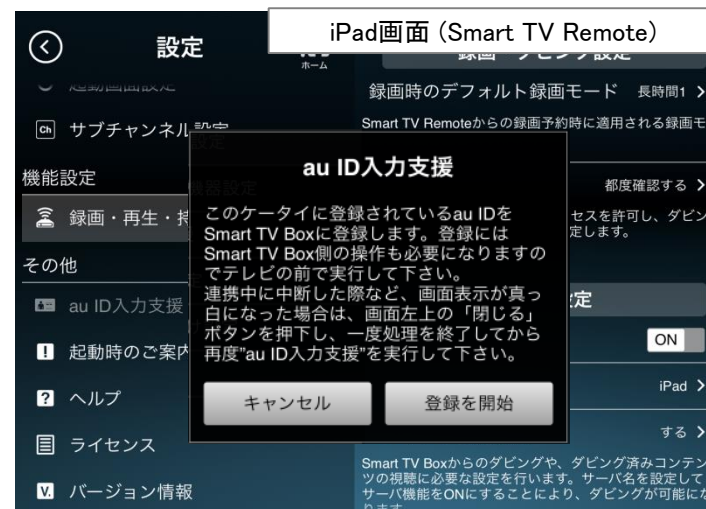 iPad画面 (Smart TV Remote)
設定
ホーム
サブチャンネル設定
機能設定
録画・再生・持
その他
au ID入力支援
起動時のご案内
ヘルプ
ライセンス
バージョン情報
録画時のデフォルト録画モード 長時間1
Smart TV Remoteからの録画予約時に適用される録画モ
都度確認する
セスを許可し、ダビン
定します。
定
ON
iPad
する
Smart TV Boxからのダビングや、ダビング済みコンテン
ツの視聴に必要な設定を行います。サーバ名を設定して
サーバ機能をONにすることにより、ダビングが可能にな
ります。
au ID入力支援
このケータイに登録されているau IDを
Smart TV Boxに登録します。登録には
Smart TV Box側の操作も必要になりますの
でテレビの前で実行して下さい。
連携中に中断した際など、画面表示が真っ
白になった場合は、画面左上の「閉じる」
ボタンを押下し、一度処理を終了してから
再度"au ID入力支援"を実行して下さい。
キャンセル
登録を開始